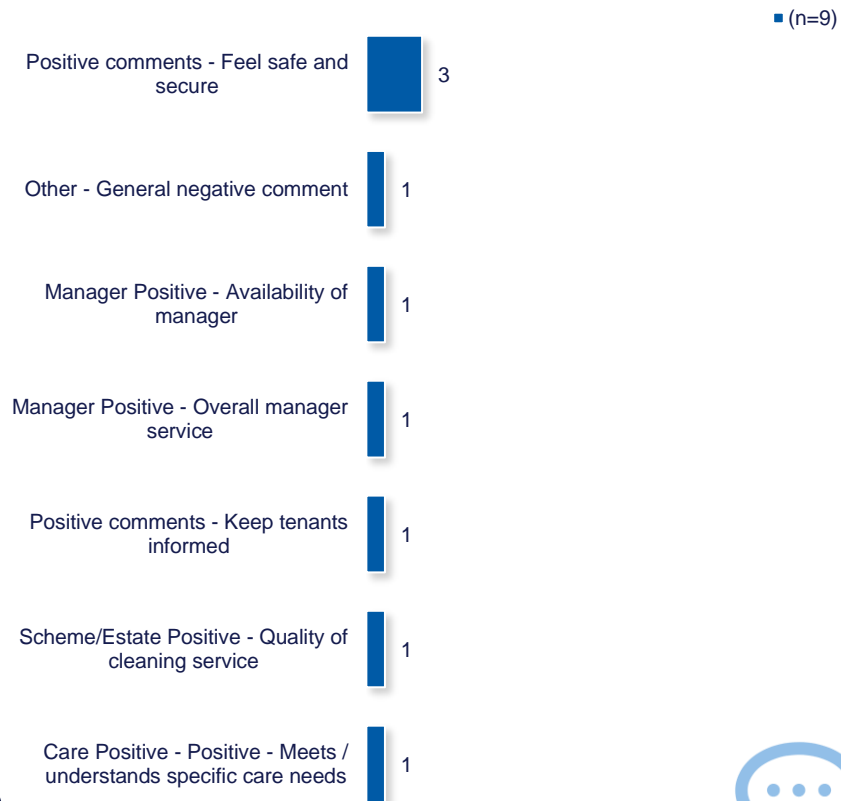 (n=9)
Positive comments - Feel safe and
secure
3
Other - General negative comment
1
Manager Positive - Availability of
manager
1
Manager Positive - Overall manager
service
1
Positive comments - Keep tenants
informed
1
Scheme/Estate Positive - Quality of
cleaning service
1
Care Positive - Positive - Meets /
understands specific care needs
1